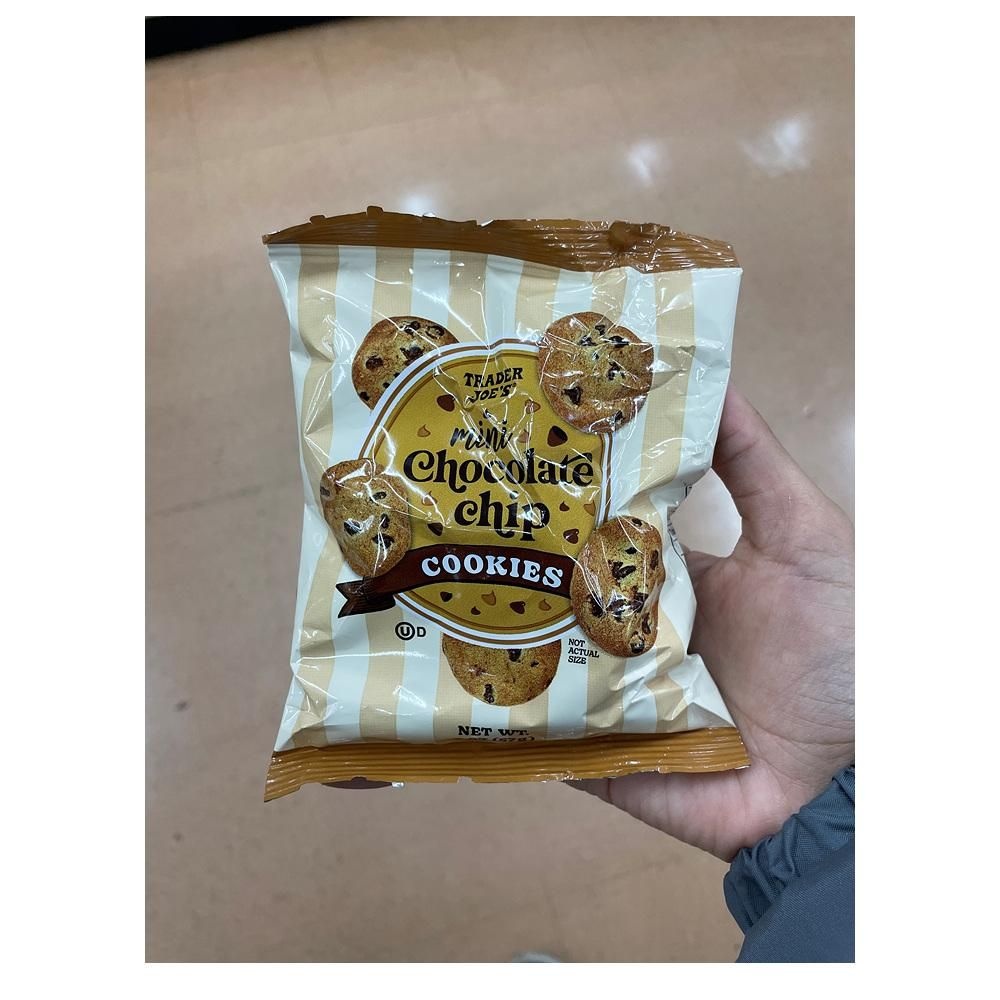 TRADER
JOE'S
mini
Chocolate
chip
COOKIES
U D
NOT
ACTUAL
SIZE
NET WT.